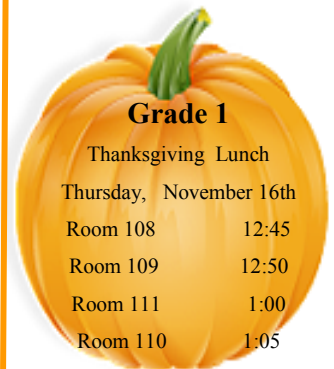 Grade 1
Thanksgiving Lunch
Thursday, November 16th
Room 108 12:45
Room 109 12:50
Room 111 1:00
Room 110 1:05